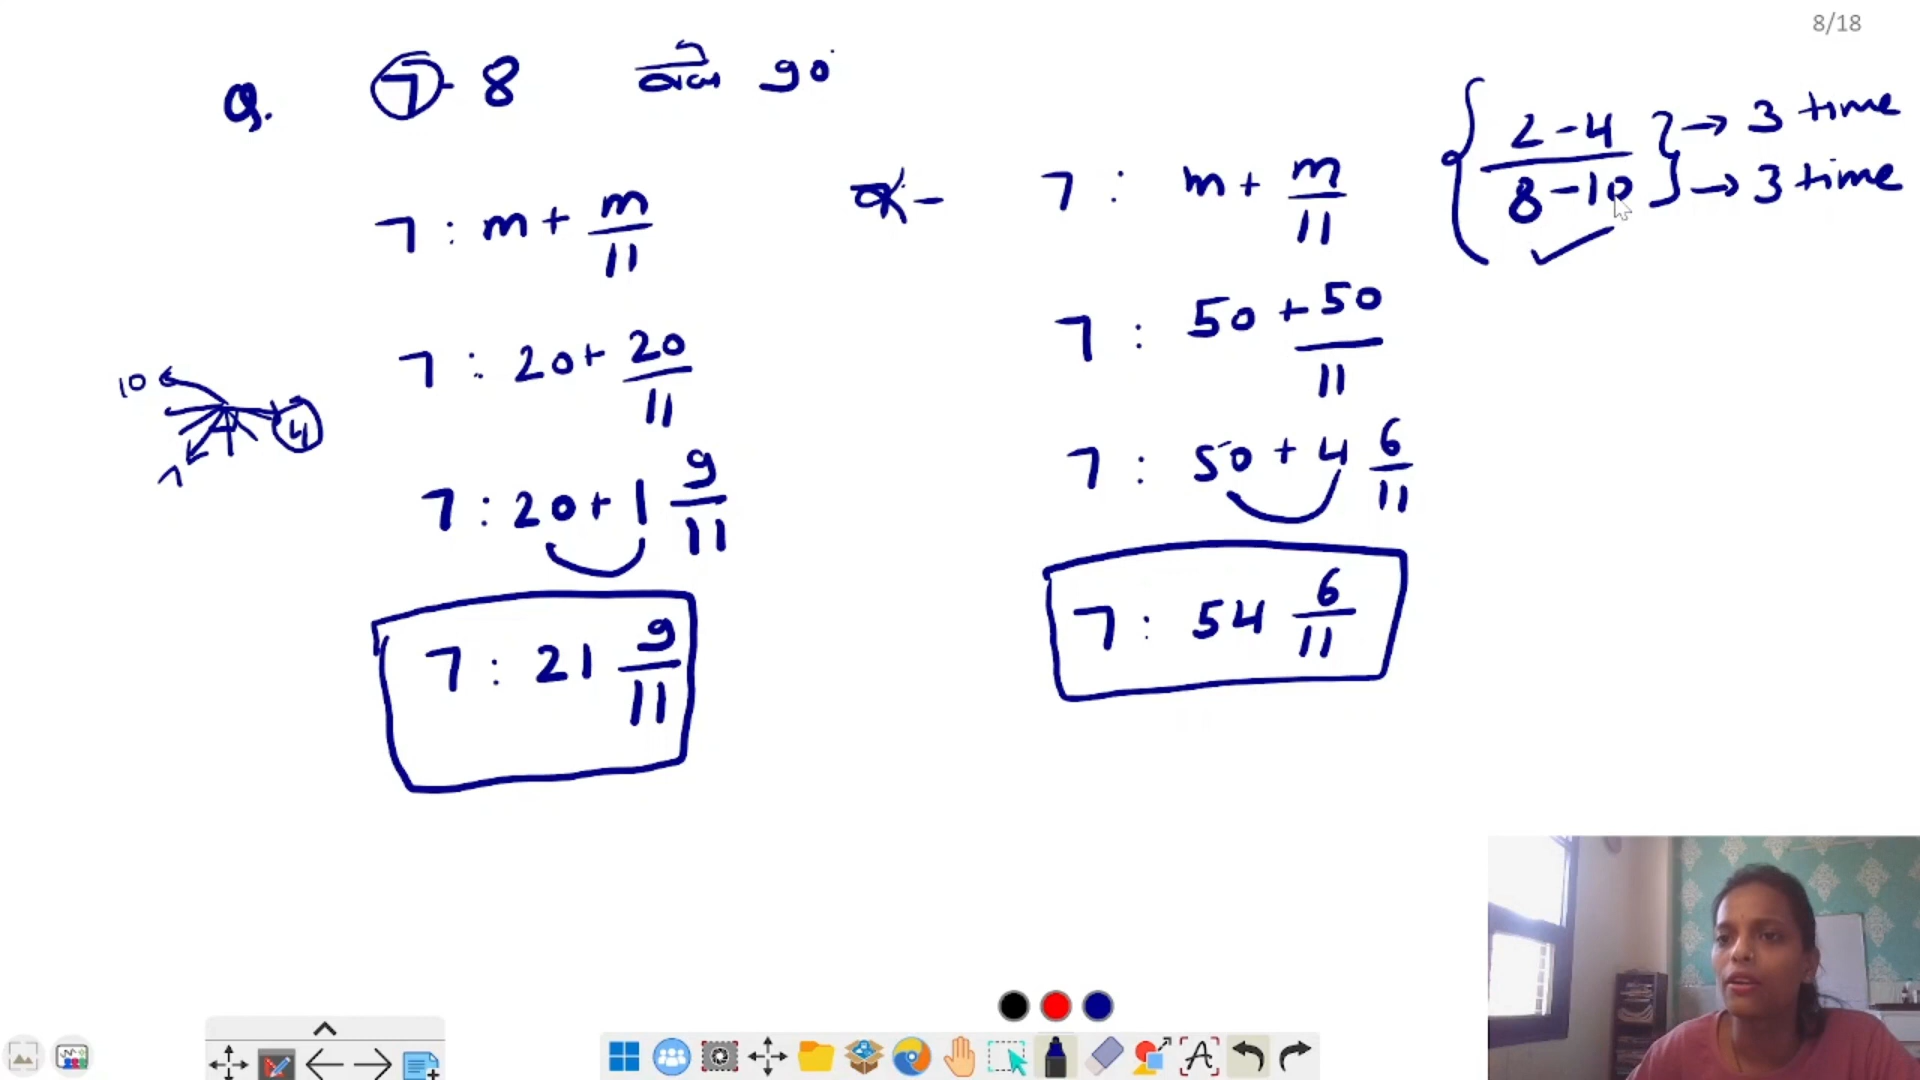 8/18
Q. 7-8 90°
7 : m + m/11
7 : 20 + 20/11
7 : 20 + 1 9/11
7 : 21 9/11
10
4
7
7 : m + m/11
7 : 50 + 50/11
7 : 50 + 4 6/11
7 : 54 6/11
2-4 → 3 time
8-10 → 3 time